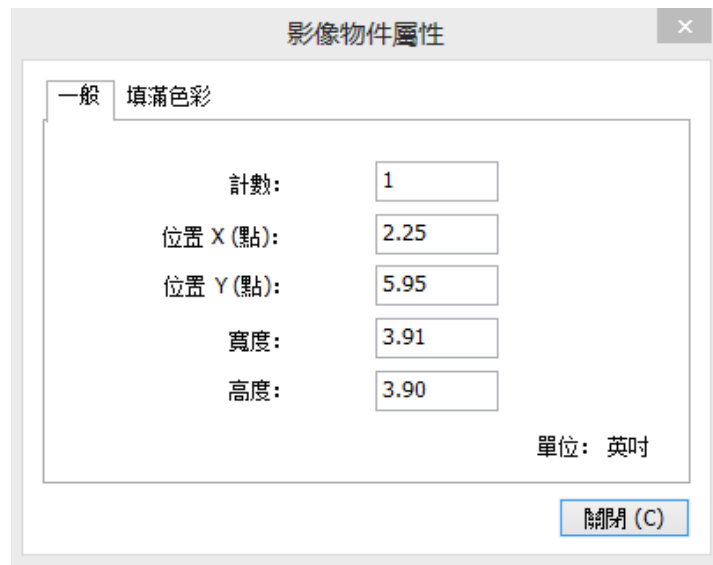 影像物件屬性
一般 填滿色彩
計數: 1
位置 X (點): 2.25
位置 Y (點): 5.95
寬度: 3.91
高度: 3.90
單位: 英吋
關閉 (C)